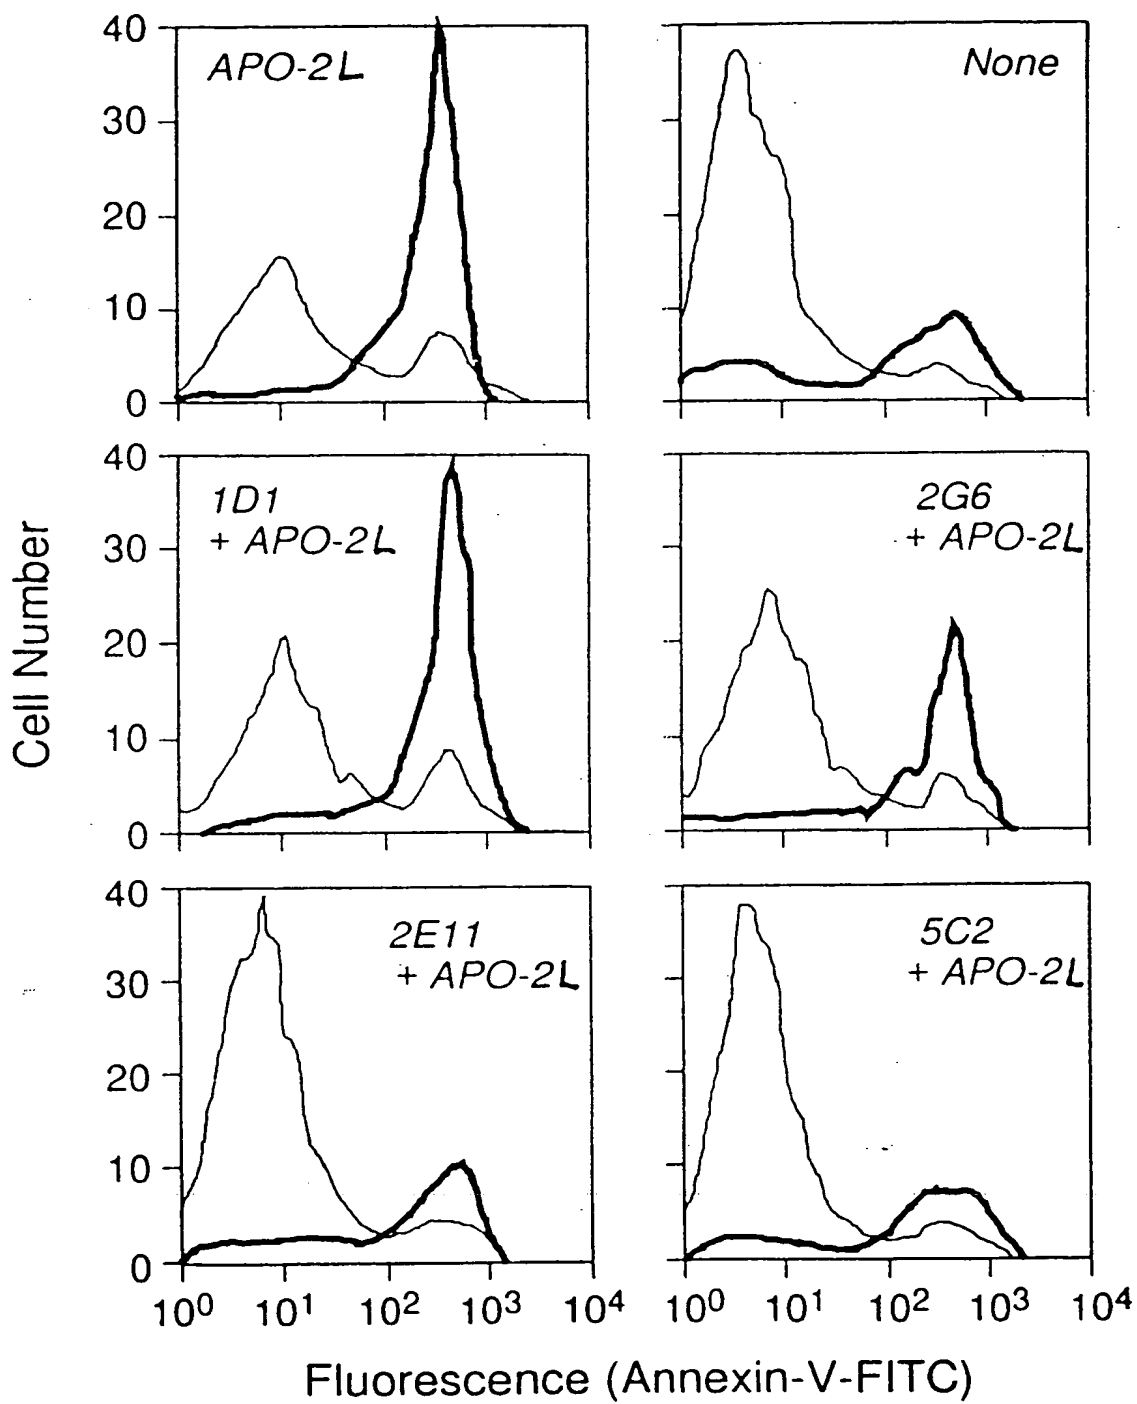 APO-2L
None
40
30
20
10
0
1D1
+ APO-2L
2G6
+ APO-2L
40
30
20
10
0
2E11
+ APO-2L
5C2
+ APO-2L
40
30
20
10
0
10⁰ 10¹ 10² 10³ 10⁴
10⁰ 10¹ 10² 10³ 10⁴
Cell Number
Fluorescence (Annexin-V-FITC)